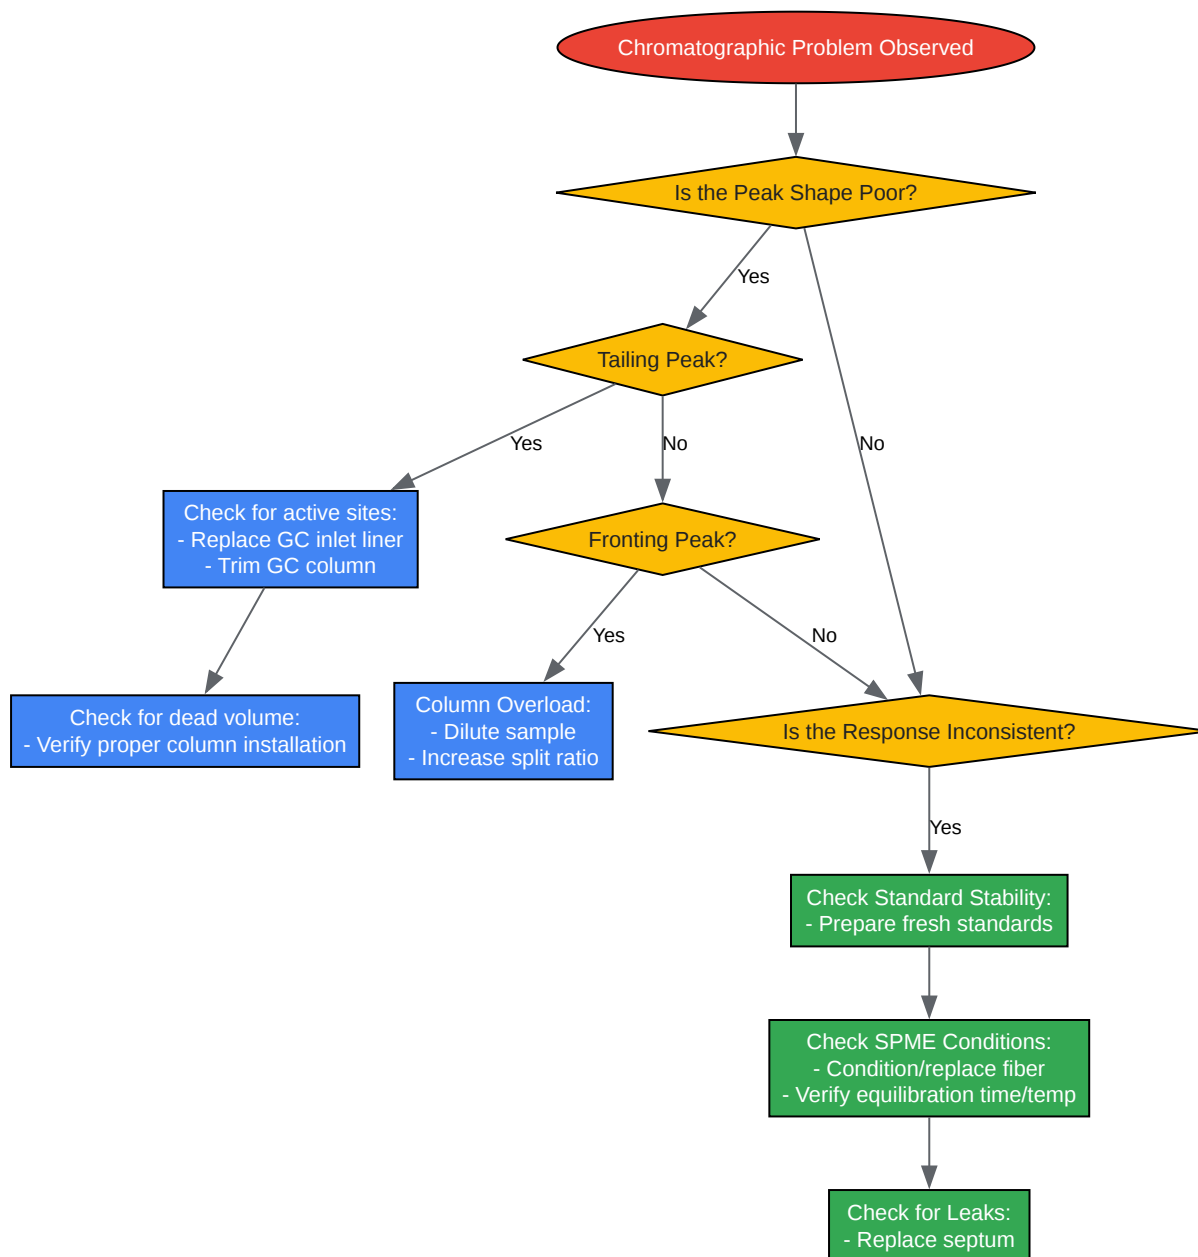 Chromatographic Problem Observed
Is the Peak Shape Poor?
Yes
Tailing Peak?
Yes
No
No
Check for active sites:
- Replace GC inlet liner
- Trim GC column
Fronting Peak?
Yes
No
Check for dead volume:
- Verify proper column installation
Column Overload:
- Dilute sample
- Increase split ratio
Is the Response Inconsistent?
Yes
Check Standard Stability:
- Prepare fresh standards
Check SPME Conditions:
- Condition/replace fiber
- Verify equilibration time/temp
Check for Leaks:
- Replace septum